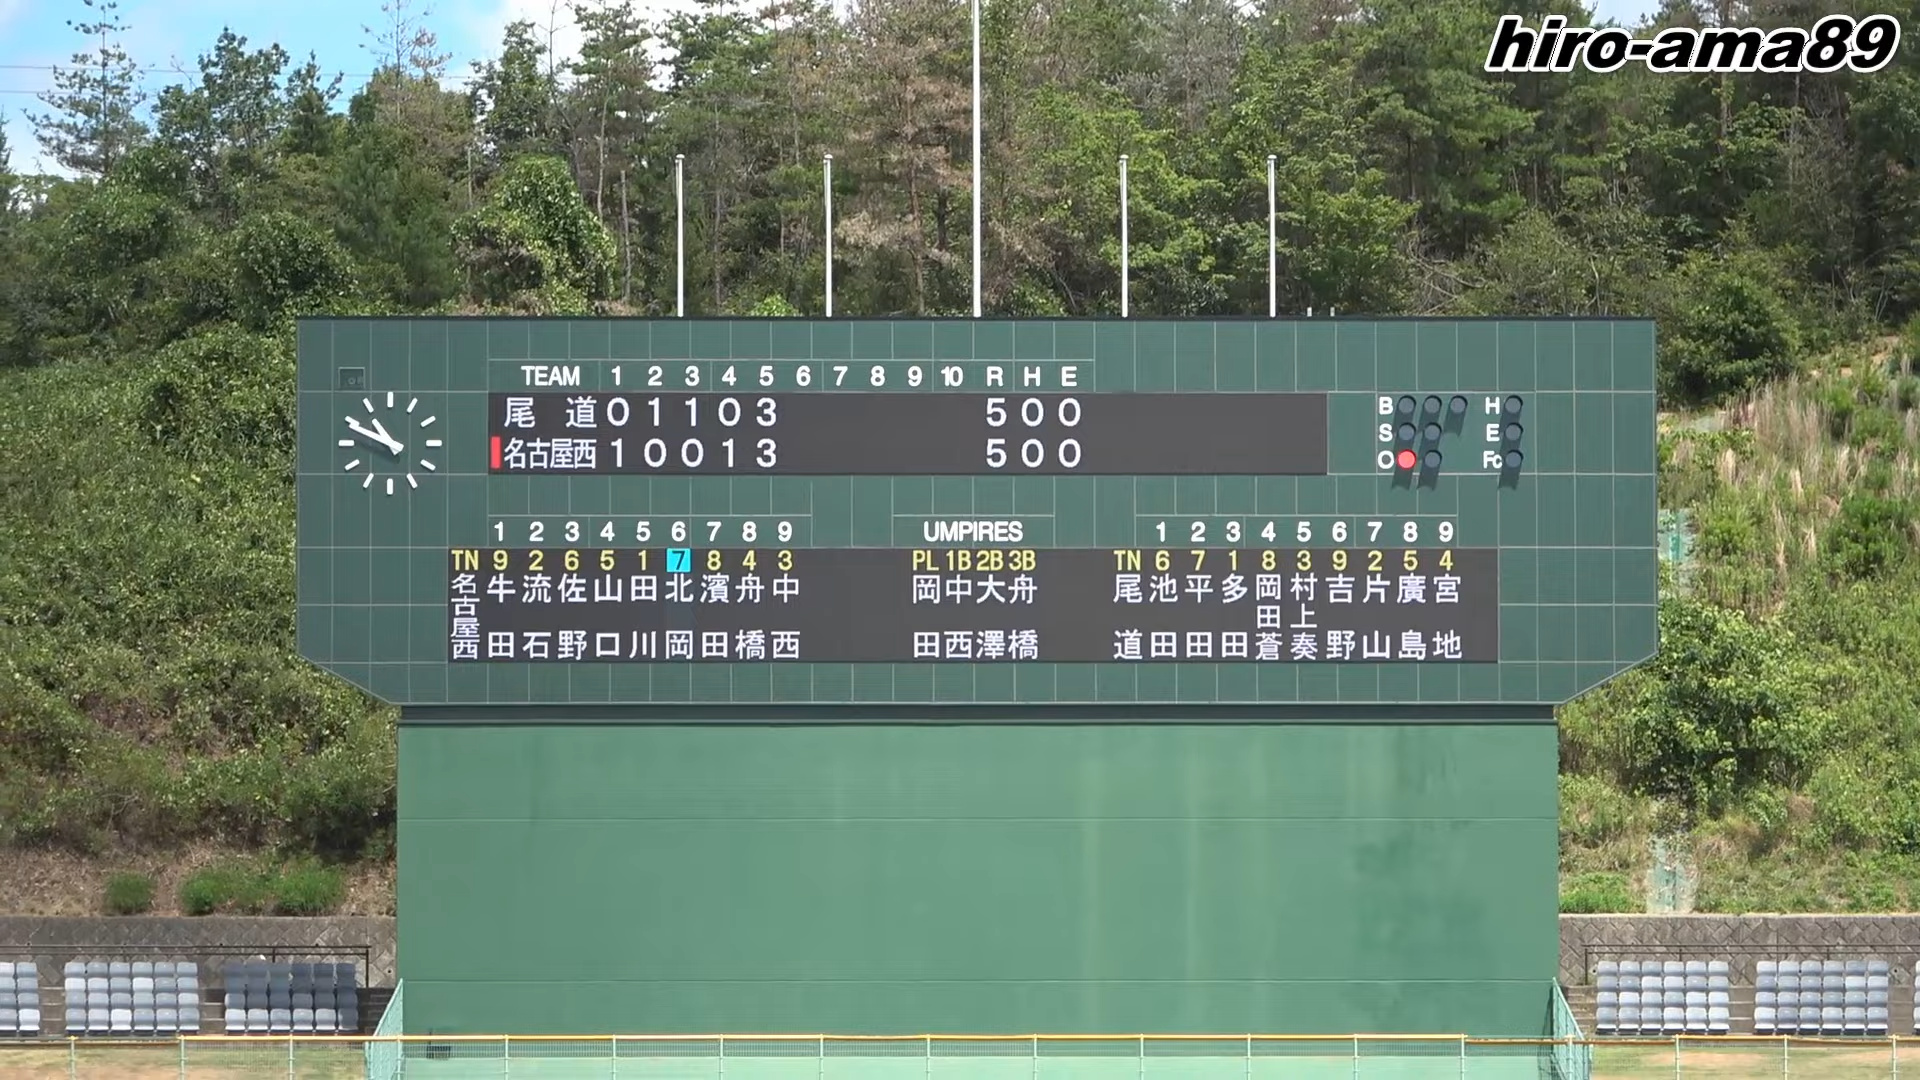 hiro-ama89
TEAM 1 2 3 4 5 6 7 8 9 10 R H E
尾道 0 1 1 0 3 5 0 0
名古屋西 1 0 0 1 3 5 0 0
B H
S E
O Fc
1 2 3 4 5 6 7 8 9
TN 9 2 6 5 1 7 8 4 3
名古屋西 牛田 流石 佐野 山口 田川 北岡 濱田 舟橋 中西
UMPIRES
PL 1B 2B 3B
岡田 中西 大澤 舟橋
1 2 3 4 5 6 7 8 9
TN 6 7 1 8 3 9 2 5 4
尾道 池田 平田 多田 岡田蒼 村上奏 吉野 片山 廣島 宮地